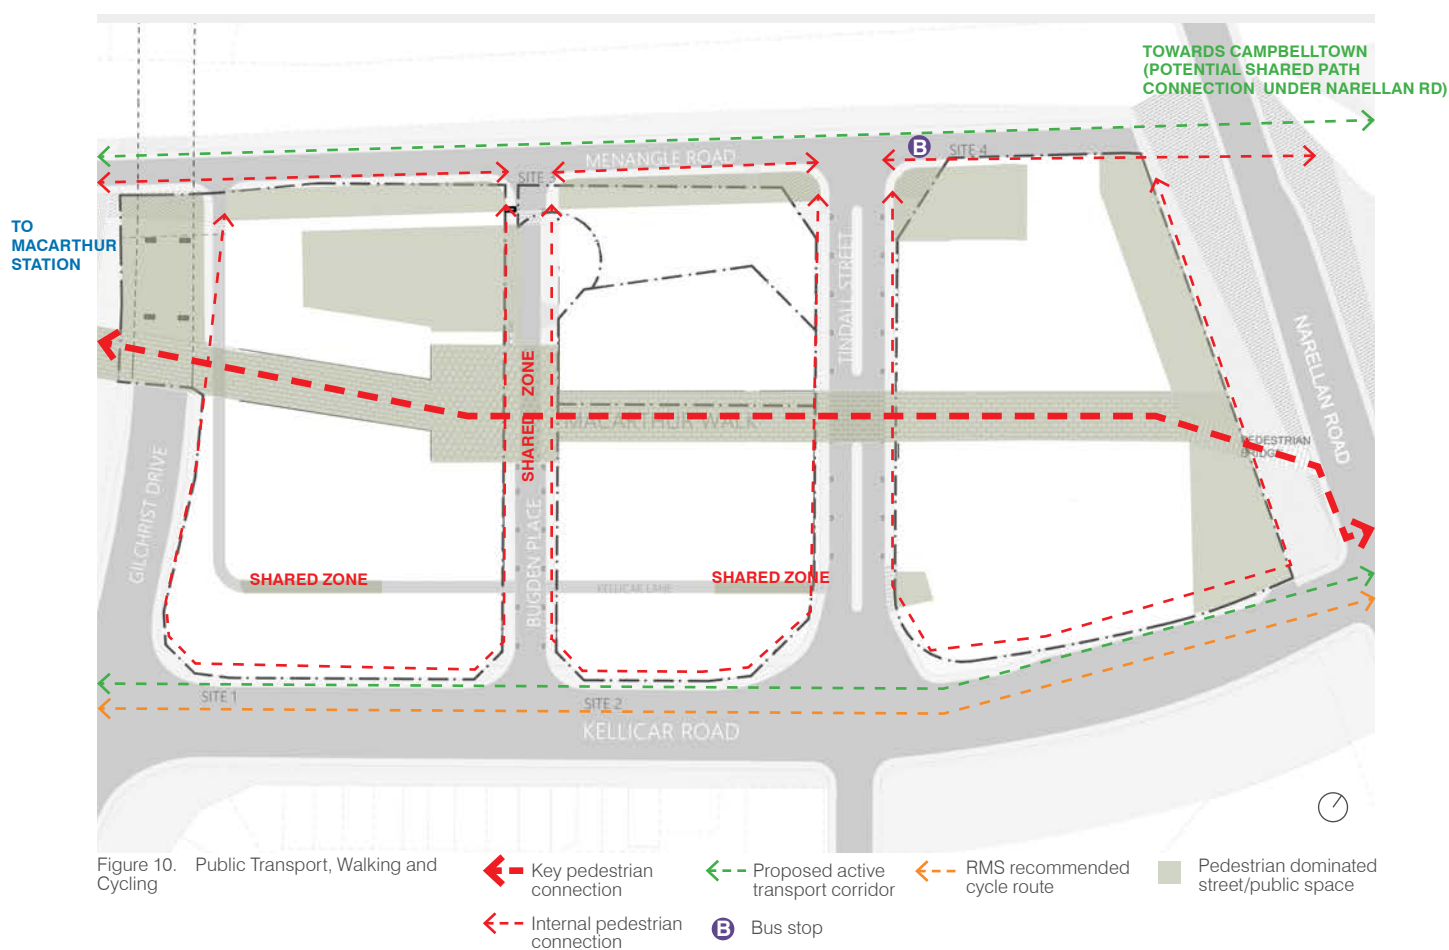 TOWARDS CAMPBELLTOWN
(POTENTIAL SHARED PATH
CONNECTION UNDER NARELLAN RD)
MENANGLE ROAD
B
SITE 4
SITE 3
TO
MACARTHUR
STATION
TINDALL STREET
NARELLAN ROAD
SHARED ZONE
MACARTHUR WALK
PEDESTRIAN
BRIDGE
GILCHRIST DRIVE
BUGDEN PLACE
SHARED ZONE
KELLICAR LANE
SHARED ZONE
SITE 1
SITE 2
KELLICAR ROAD
Figure 10. Public Transport, Walking and
Cycling
Key pedestrian
connection
Proposed active
transport corridor
RMS recommended
cycle route
Pedestrian dominated
street/public space
Internal pedestrian
connection
B Bus stop